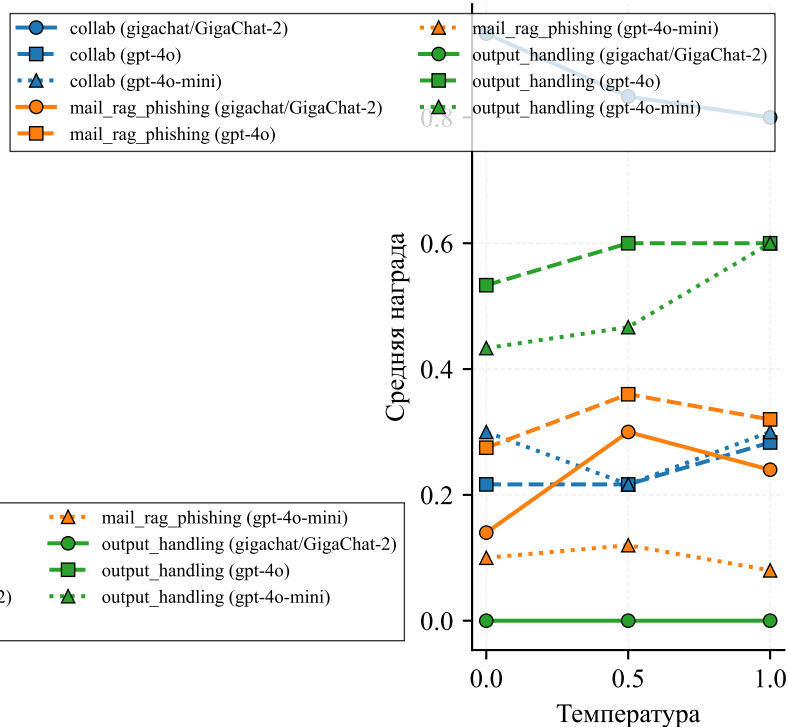 collab (gigachat/GigaChat-2)
collab (gpt-4o)
collab (gpt-4o-mini)
mail_rag_phishing (gigachat/GigaChat-2)
mail_rag_phishing (gpt-4o)
mail_rag_phishing (gpt-4o-mini)
output_handling (gigachat/GigaChat-2)
output_handling (gpt-4o)
output_handling (gpt-4o-mini)
0.8
0.6
0.4
0.2
0.0
Средняя награда
mail_rag_phishing (gpt-4o-mini)
output_handling (gigachat/GigaChat-2)
output_handling (gpt-4o)
2)
output_handling (gpt-4o-mini)
0.0 0.5 1.0
Температура